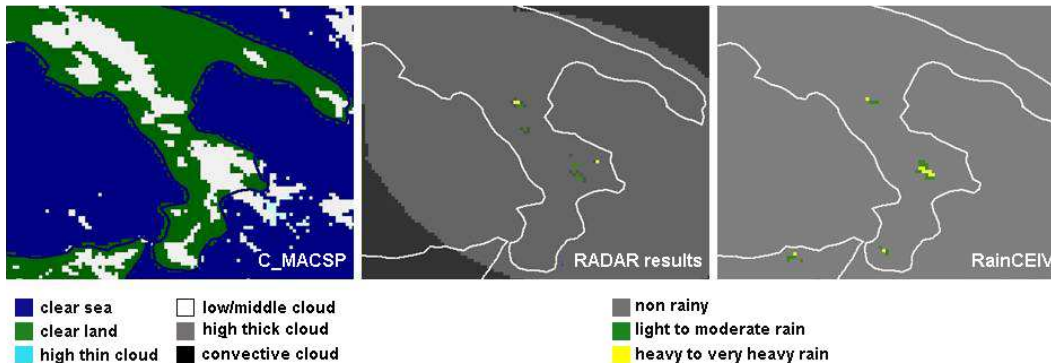 C_MACSP
RADAR results
RainCEIV
clear sea
low/middle cloud
non rainy
clear land
high thick cloud
light to moderate rain
high thin cloud
convective cloud
heavy to very heavy rain